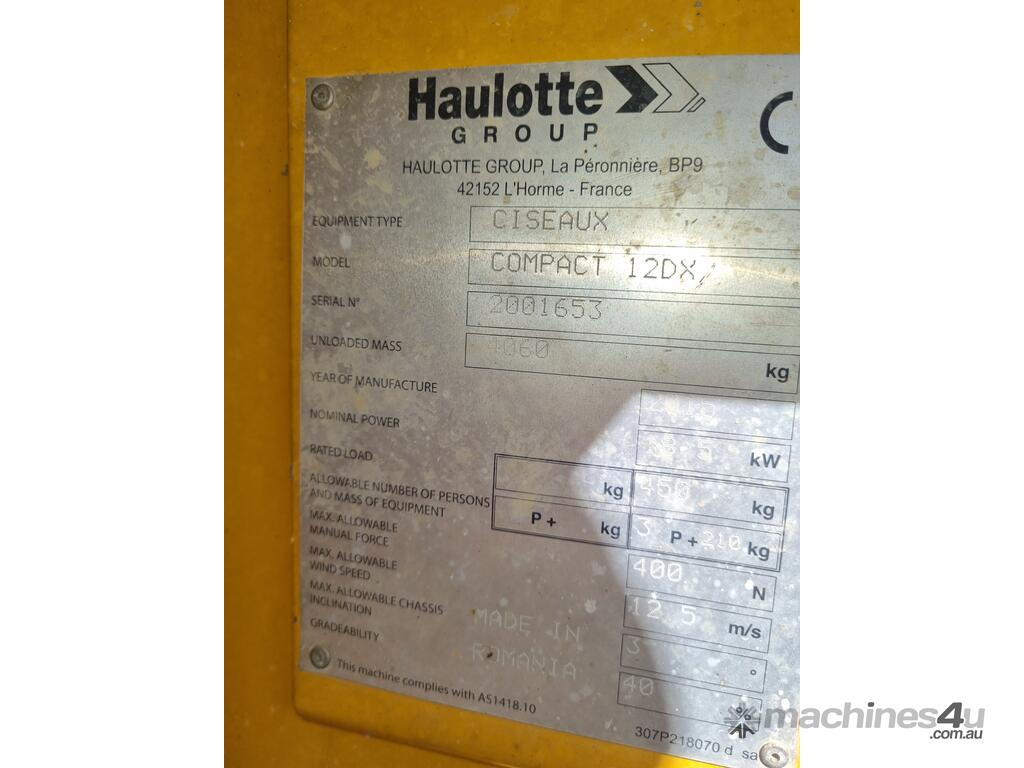 Haulotte
GROUP
HAULOTTE GROUP, La Péronnière, BP9
42152 L'Horme - France
EQUIPMENT TYPE CISEAUX
MODEL COMPACT 12DX
SERIAL N° 2001653
UNLOADED MASS 4060 kg
YEAR OF MANUFACTURE
NOMINAL POWER kW
RATED LOAD kg 450 kg
ALLOWABLE NUMBER OF PERSONS
AND MASS OF EQUIPMENT P + kg 3 P + 210 kg
MAX. ALLOWABLE
MANUAL FORCE 400 N
MAX. ALLOWABLE
WIND SPEED 12.5 m/s
MAX. ALLOWABLE CHASSIS
INCLINATION 3 °
GRADEABILITY 40
MADE IN
ROMANIA
This machine complies with AS1418.10
307P218070 d sa
CE
machines4u
.com.au